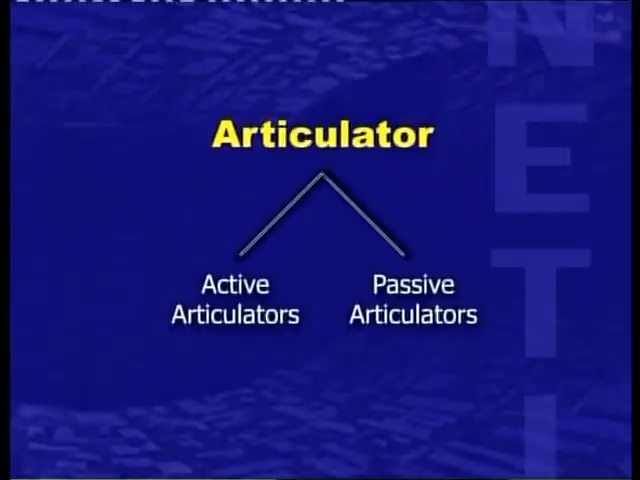 Articulator
Active
Articulators
Passive
Articulators
N
E
T
I